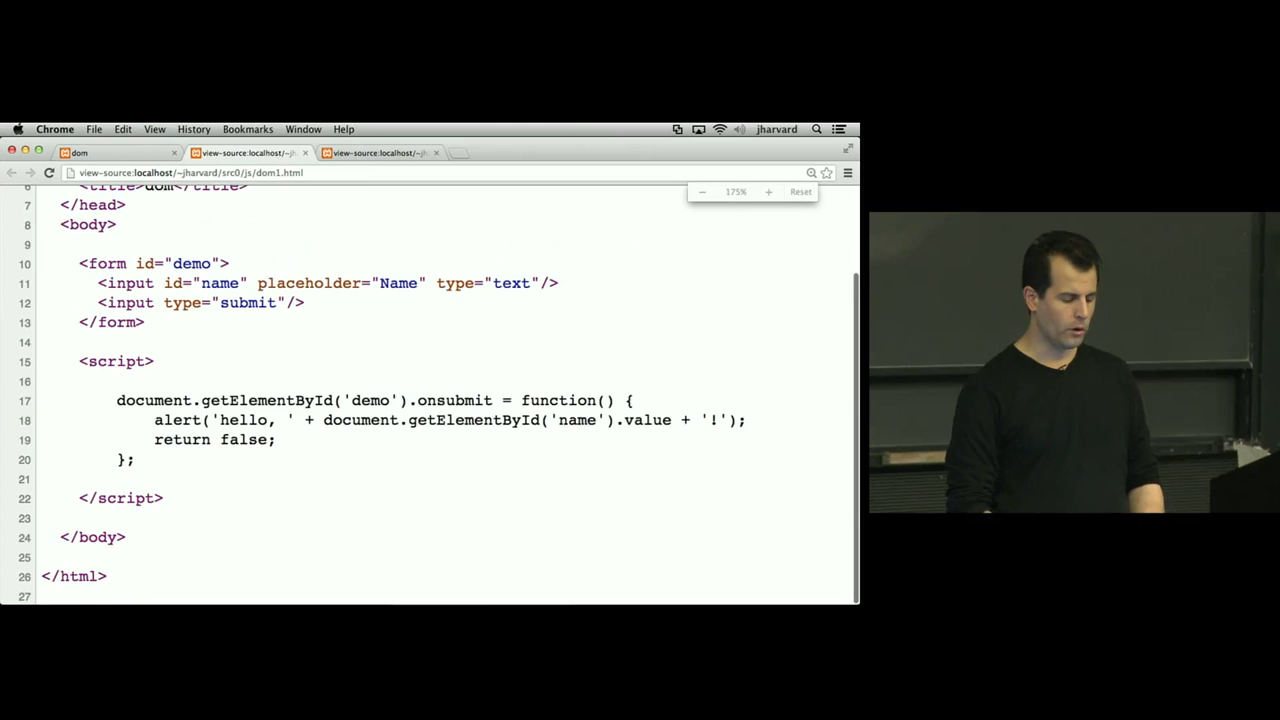 Chrome File Edit View History Bookmarks Window Help jharvard
dom view-source:localhost/~jh view-source:localhost/~j
view-source:localhost/~jharvard/src0/js/dom1.html
175% Reset
6 <title>dom</title>
7 </head>
8 <body>
9
10 <form id="demo">
11 <input id="name" placeholder="Name" type="text"/>
12 <input type="submit"/>
13 </form>
14
15 <script>
16
17 document.getElementById('demo').onsubmit = function() {
18 alert('hello, ' + document.getElementById('name').value + '!');
19 return false;
20 };
21
22 </script>
23
24 </body>
25
26 </html>
27